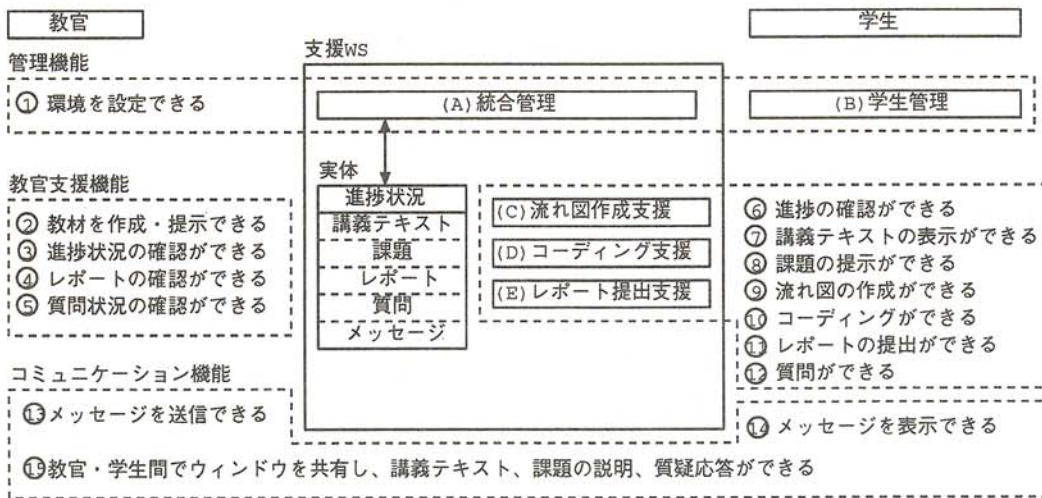 教官
学生
支援WS
管理機能
① 環境を設定できる
(A)統合管理
(B)学生管理
実体
教官支援機能
進捗状況
講義テキスト
課題
レポート
質問
メッセージ
② 教材を作成・提示できる
③ 進捗状況の確認ができる
④ レポートの確認ができる
⑤ 質問状況の確認ができる
(C)流れ図作成支援
(D)コーディング支援
(E)レポート提出支援
⑥ 進捗の確認ができる
⑦ 講義テキストの表示ができる
⑧ 課題の提示ができる
⑨ 流れ図の作成ができる
⑩ コーディングができる
⑪ レポートの提出ができる
⑫ 質問ができる
コミュニケーション機能
⑬メッセージを送信できる
⑭ メッセージを表示できる
⑮教官・学生間でウィンドウを共有し、講義テキスト、課題の説明、質疑応答ができる